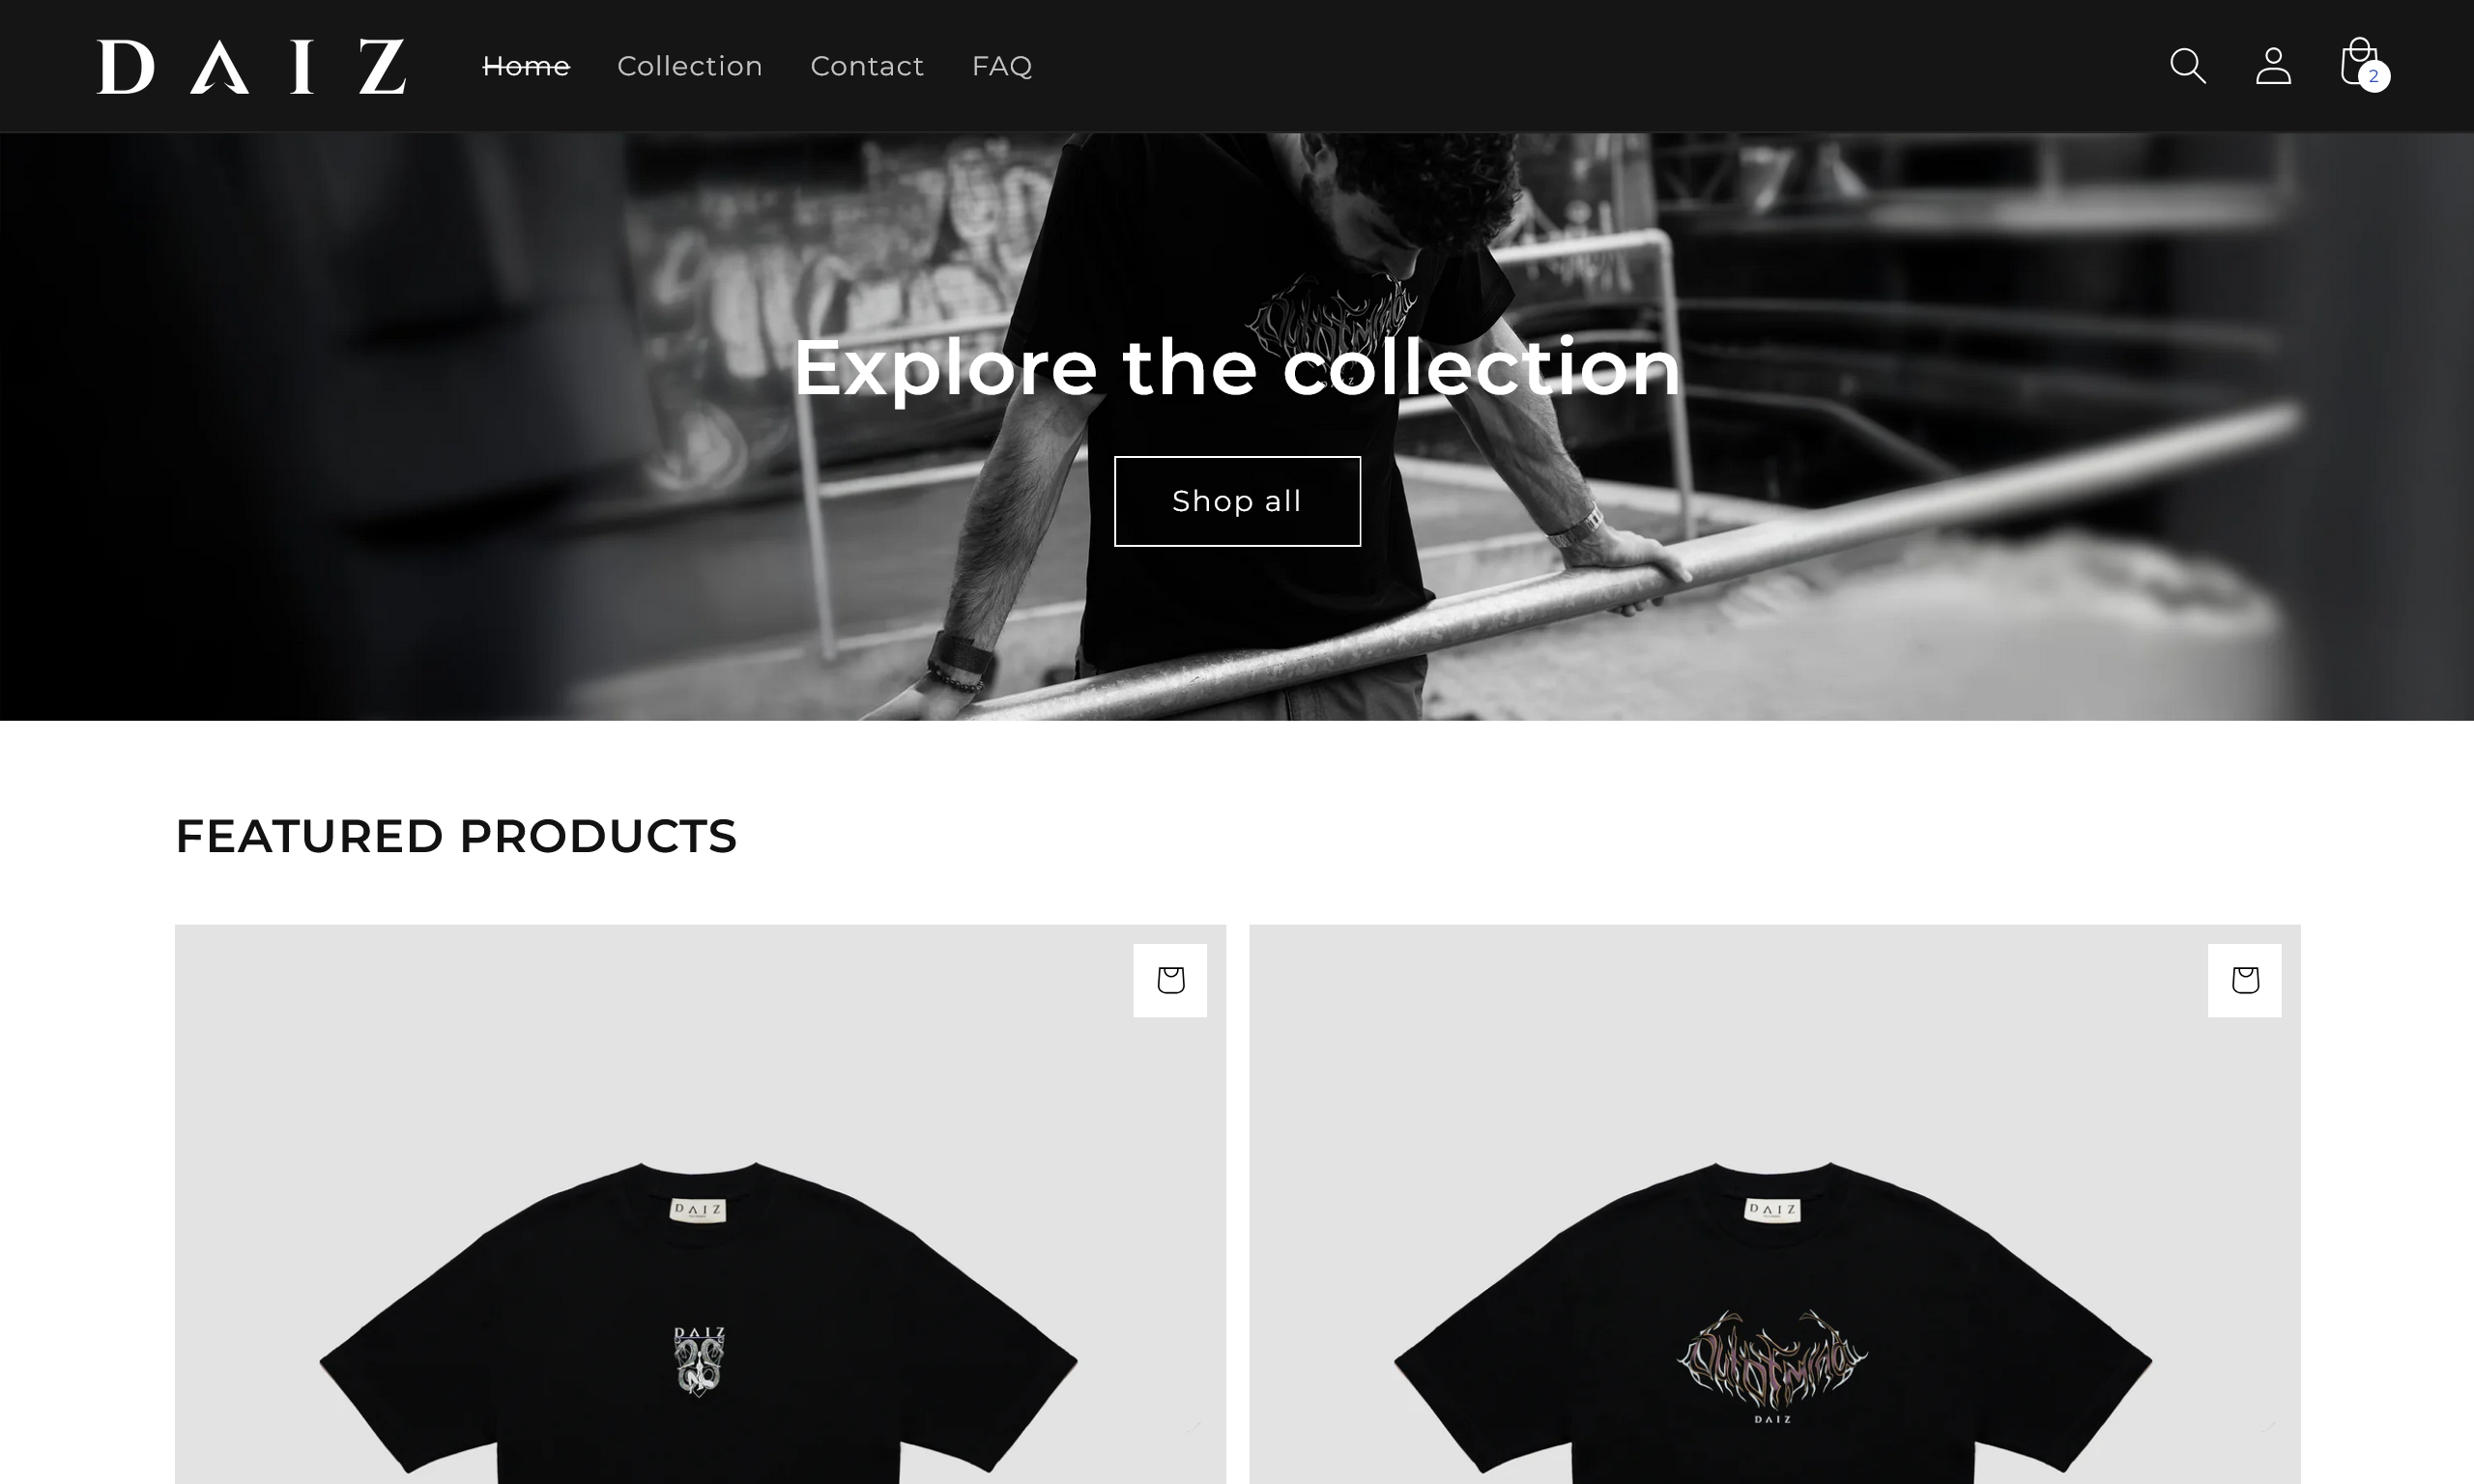 DAIZ
Home Collection Contact FAQ
2
Explore the collection
Shop all
FEATURED PRODUCTS
DAIZ
DAIZ
DAIZ
DAIZ